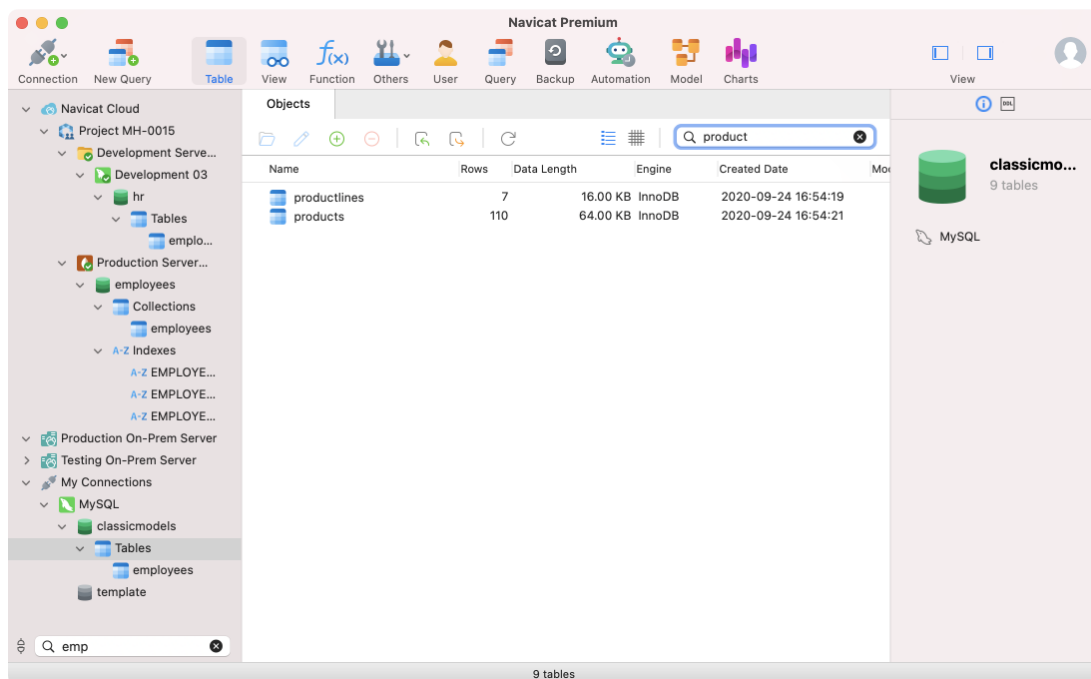 Navicat Premium
Connection New Query Table View Function Others User Query Backup Automation Model Charts View
Objects
product
Name Rows Data Length Engine Created Date Moc
productlines 7 16.00 KB InnoDB 2020-09-24 16:54:19
products 110 64.00 KB InnoDB 2020-09-24 16:54:21
Navicat Cloud
Project MH-0015
Development Serve...
Development 03
hr
Tables
emplo...
Production Server...
employees
Collections
employees
A-Z Indexes
A-Z EMPLOYE...
A-Z EMPLOYE...
A-Z EMPLOYE...
Production On-Prem Server
Testing On-Prem Server
My Connections
MySQL
classicmodels
Tables
employees
template
emp
DDL
classicmo...
9 tables
MySQL
9 tables